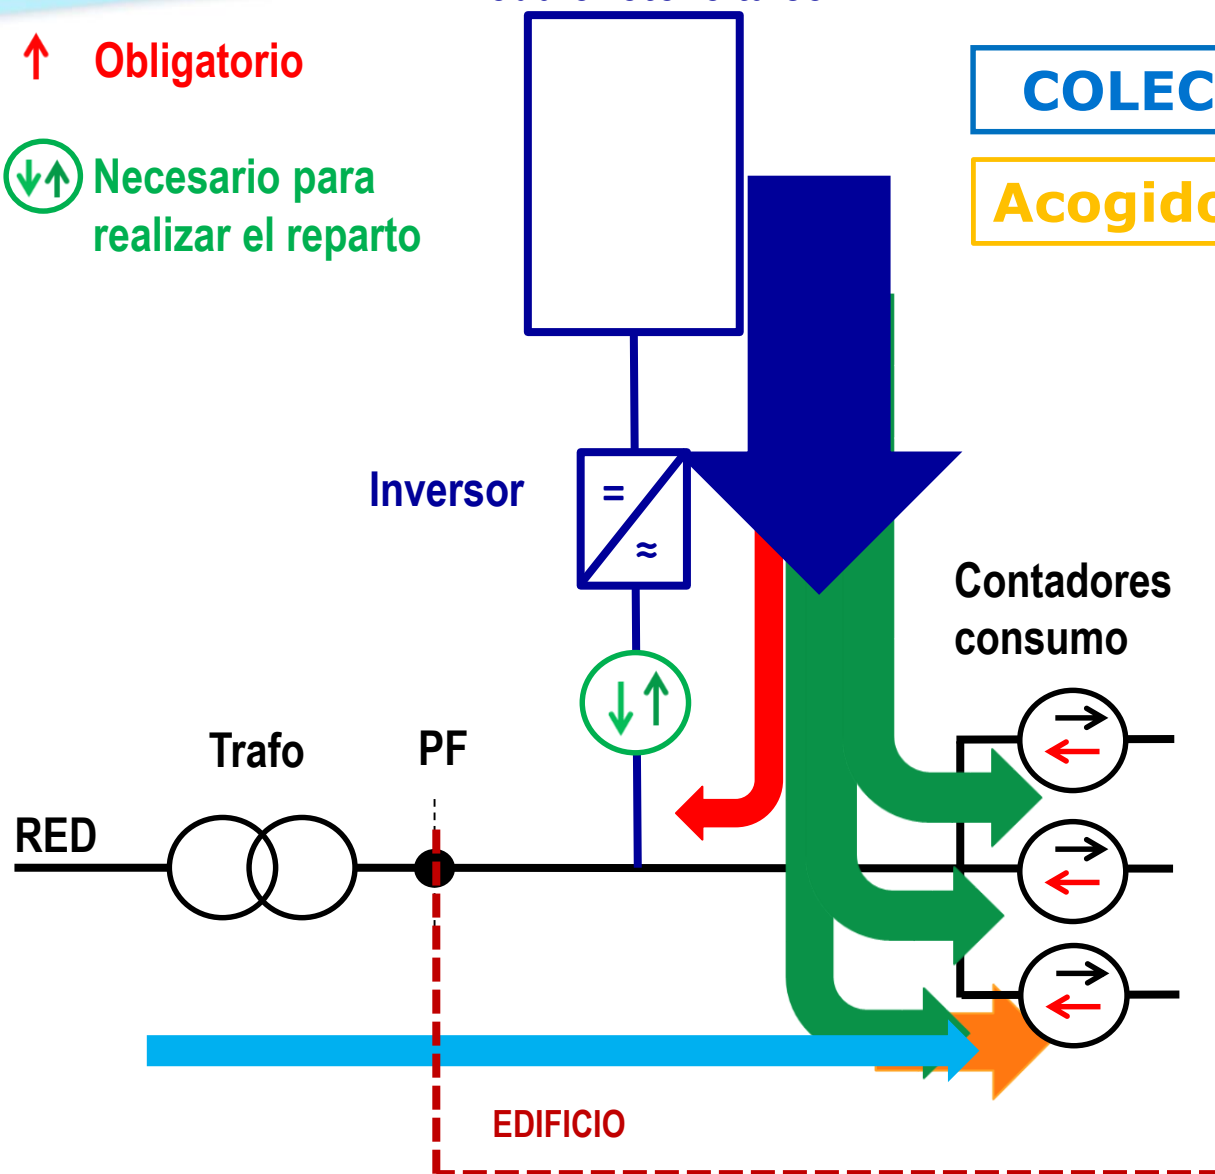 Obligatorio
COLEC
Necesario para
realizar el reparto
Acogido
Inversor
=
≈
Contadores
consumo
Trafo
PF
RED
EDIFICIO